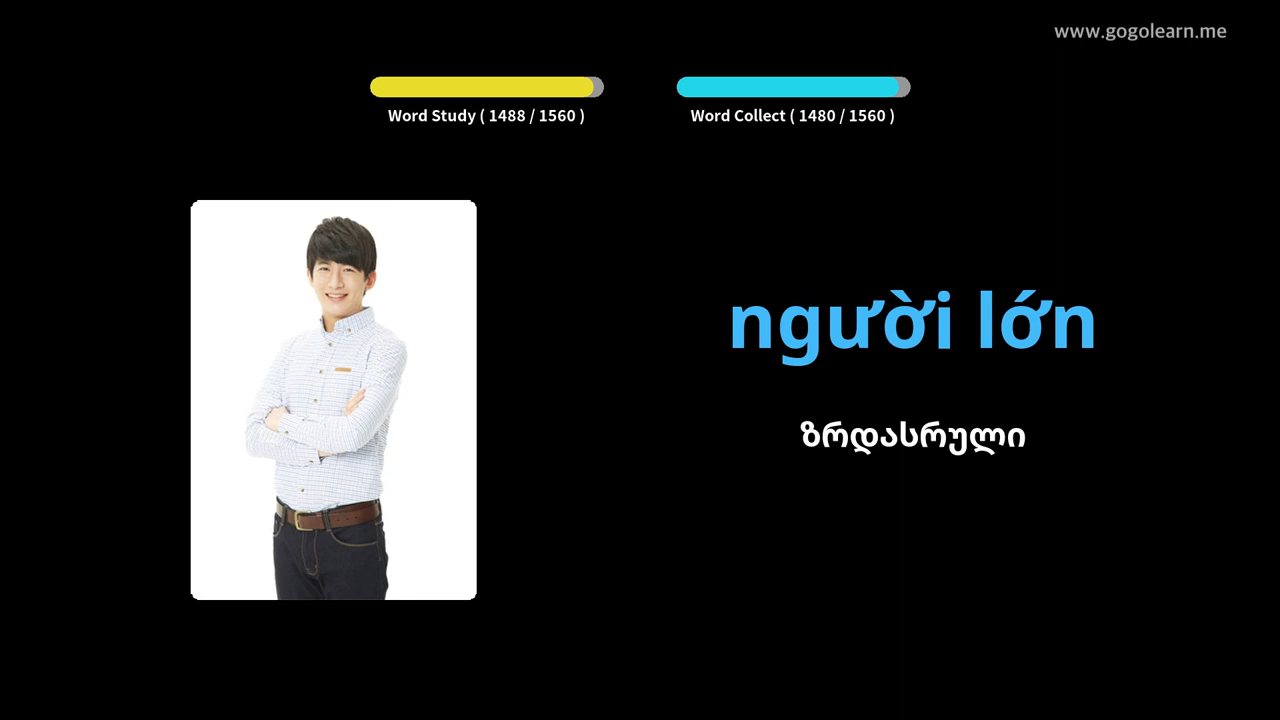 www.gogolearn.me
Word Study ( 1488 / 1560 )
Word Collect ( 1480 / 1560 )
người lớn
ზრდასრული